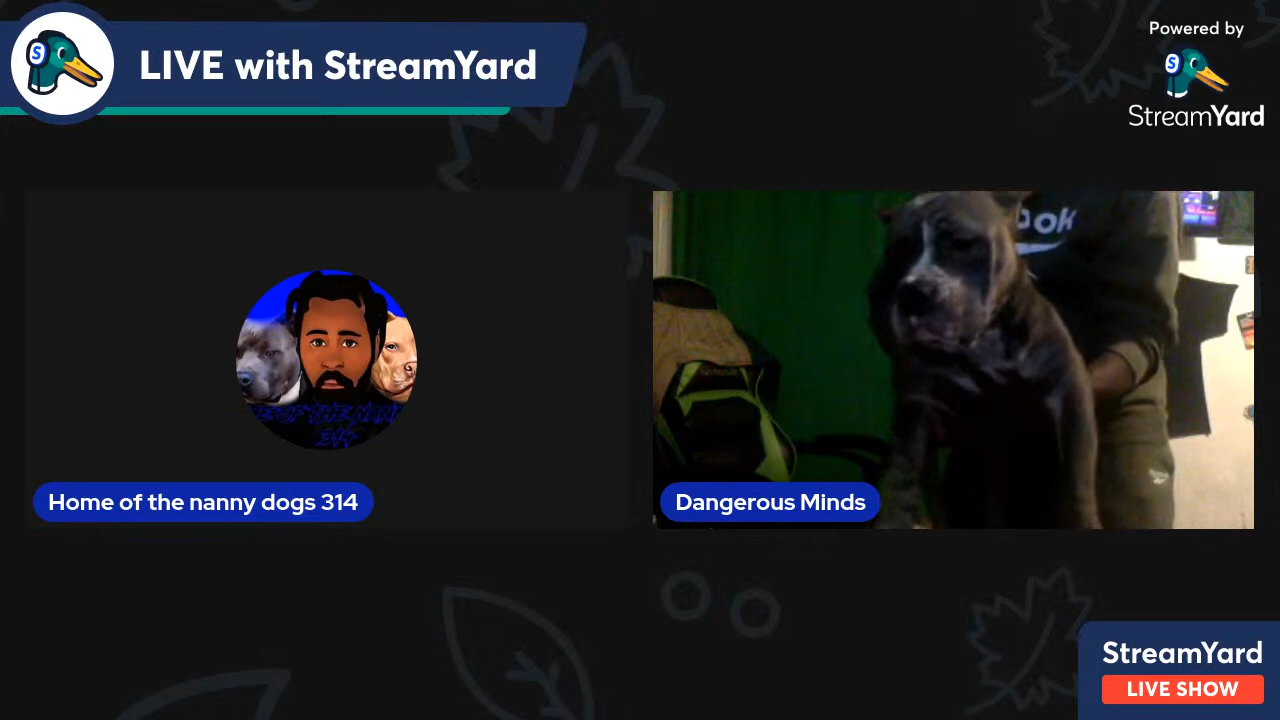 LIVE with StreamYard
Powered by
StreamYard
Home of the nanny dogs 314
Dangerous Minds
StreamYard
LIVE SHOW